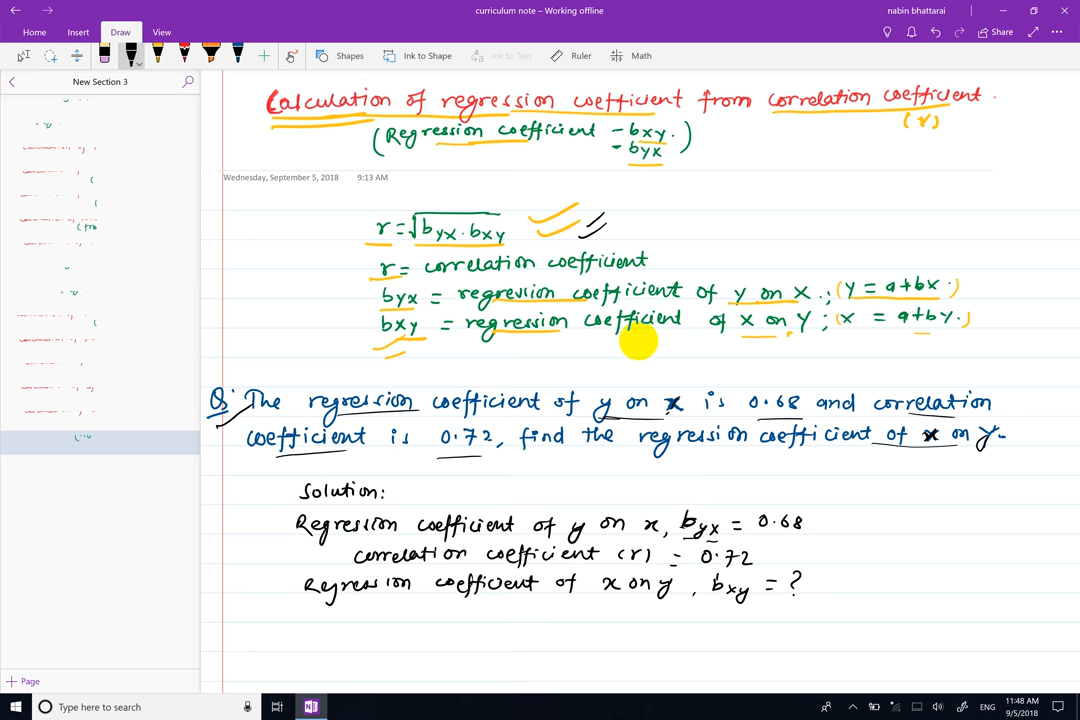 curriculum note – Working offline
nabin bhattarai
Home Insert Draw View
Share
Shapes Ink to Shape Ink to Text Ruler Math
New Section 3
Calculation of regression coefficient from correlation coefficient.
(r)
(Regression coefficient - bxy.
- byx)
Wednesday, September 5, 2018 9:13 AM
r = √byx · bxy
r = correlation coefficient
byx = regression coefficient of y on x ; (Y = a+bx.)
bxy = regression coefficient of x on y ; (x = a+by.)
Q: The regression coefficient of y on x is 0.68 and correlation
coefficient is 0.72, find the regression coefficient of x on y.
Solution:
Regression coefficient of y on x, byx = 0.68
correlation coefficient (r) = 0.72
Regression coefficient of x on y, bxy = ?
+ Page
Type here to search
ENG
11:48 AM
9/5/2018